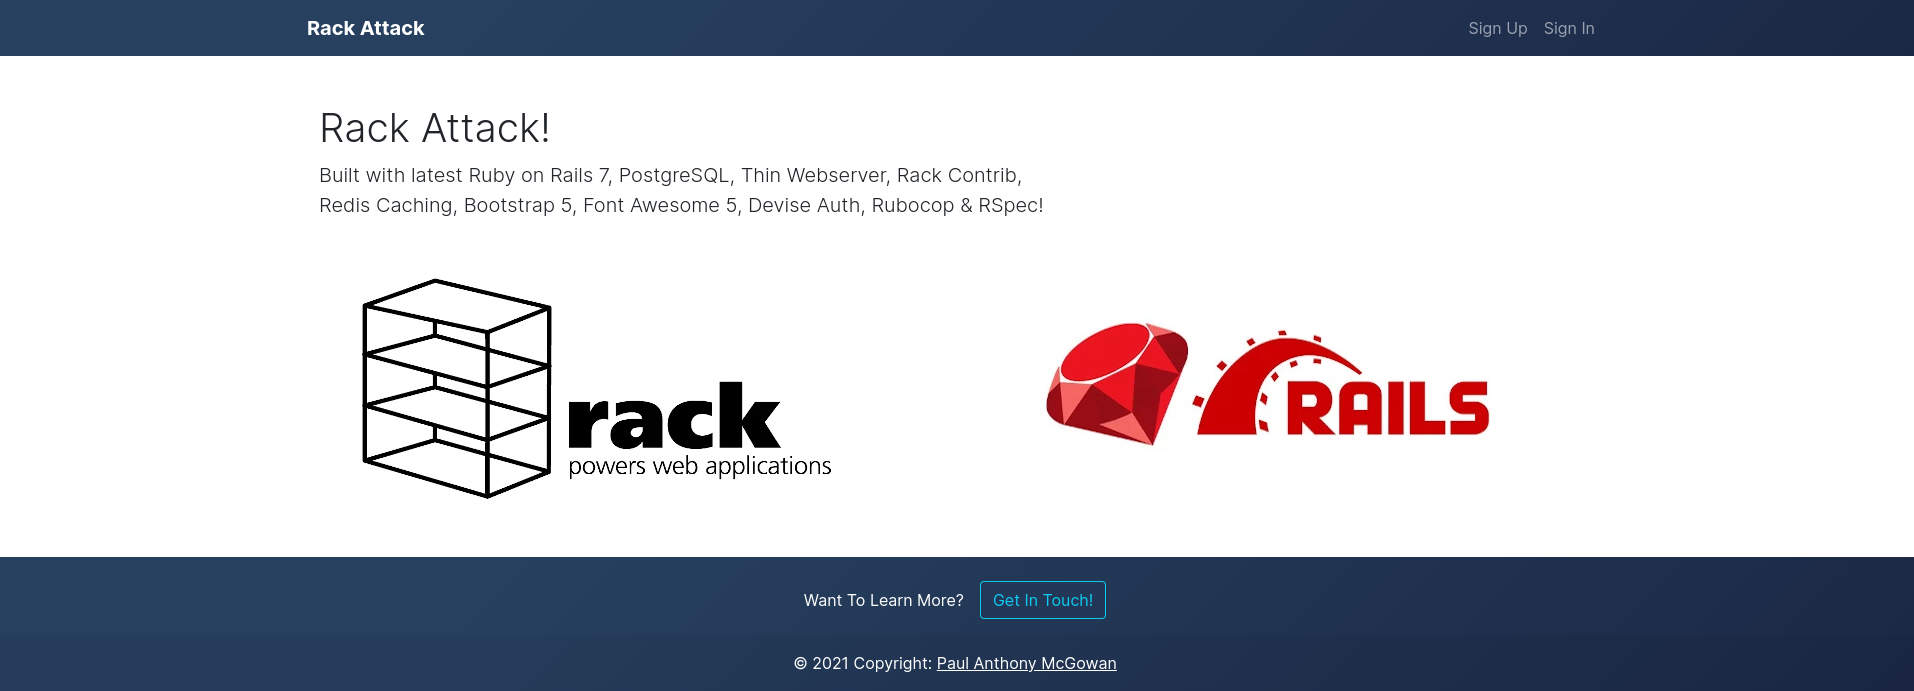 Rack Attack
Sign Up Sign In
Rack Attack!
Built with latest Ruby on Rails 7, PostgreSQL, Thin Webserver, Rack Contrib,
Redis Caching, Bootstrap 5, Font Awesome 5, Devise Auth, Rubocop & RSpec!
rack
powers web applications
RAILS
Want To Learn More? Get In Touch!
© 2021 Copyright: Paul Anthony McGowan